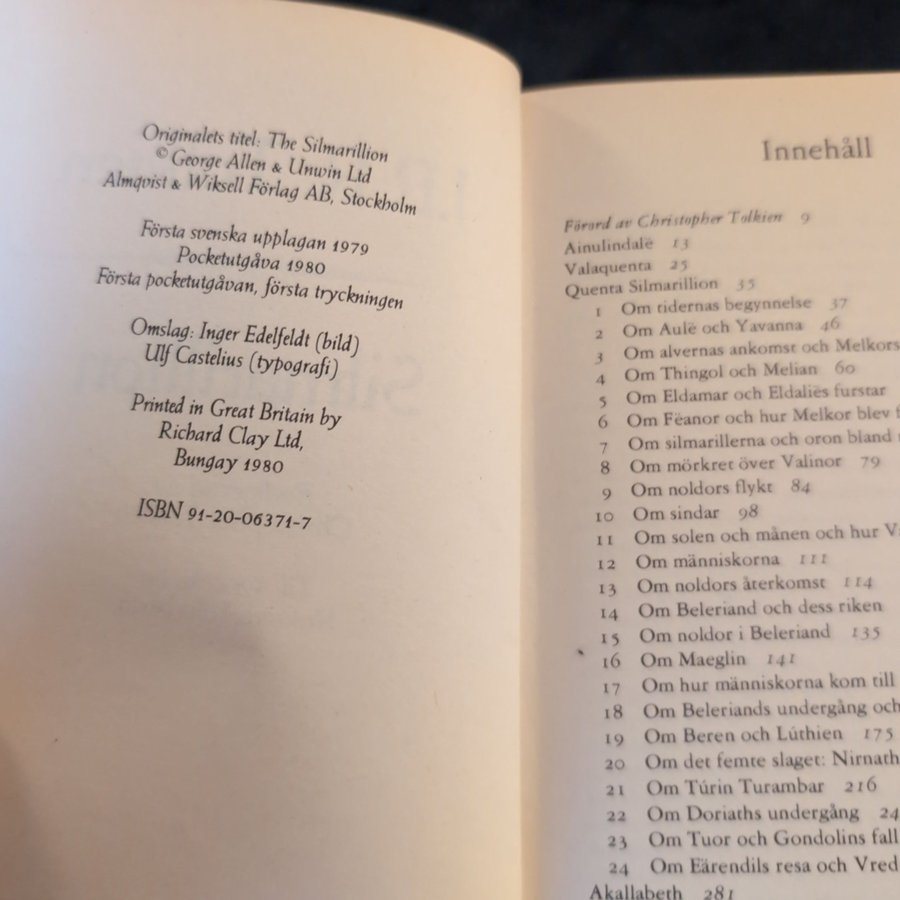 Originalets titel: The Silmarillion
© George Allen & Unwin Ltd
Almqvist & Wiksell Förlag AB, Stockholm
Första svenska upplagan 1979
Pocketutgåva 1980
Första pocketutgåvan, första tryckningen
Omslag: Inger Edelfeldt (bild)
Ulf Castelius (typografi)
Printed in Great Britain by
Richard Clay Ltd,
Bungay 1980
ISBN 91-20-06371-7
Innehåll
Förord av Christopher Tolkien 9
Ainulindalë 13
Valaquenta 25
Quenta Silmarillion 35
1 Om tidernas begynnelse 37
2 Om Aulë och Yavanna 46
3 Om alvernas ankomst och Melkors
4 Om Thingol och Melian 60
5 Om Eldamar och Eldaliës furstar
6 Om Fëanor och hur Melkor blev
7 Om silmarillerna och oron bland
8 Om mörkret över Valinor 79
9 Om noldors flykt 84
10 Om sindar 98
11 Om solen och månen och hur
12 Om människorna 111
13 Om noldors återkomst 114
14 Om Beleriand och dess riken
15 Om noldor i Beleriand 135
16 Om Maeglin 141
17 Om hur människorna kom till
18 Om Beleriands undergång och
19 Om Beren och Lúthien 175
20 Om det femte slaget: Nirnath
21 Om Túrin Turambar 216
22 Om Doriaths undergång 24
23 Om Tuor och Gondolins fall
24 Om Eärendils resa och Vred
Akallabeth 281